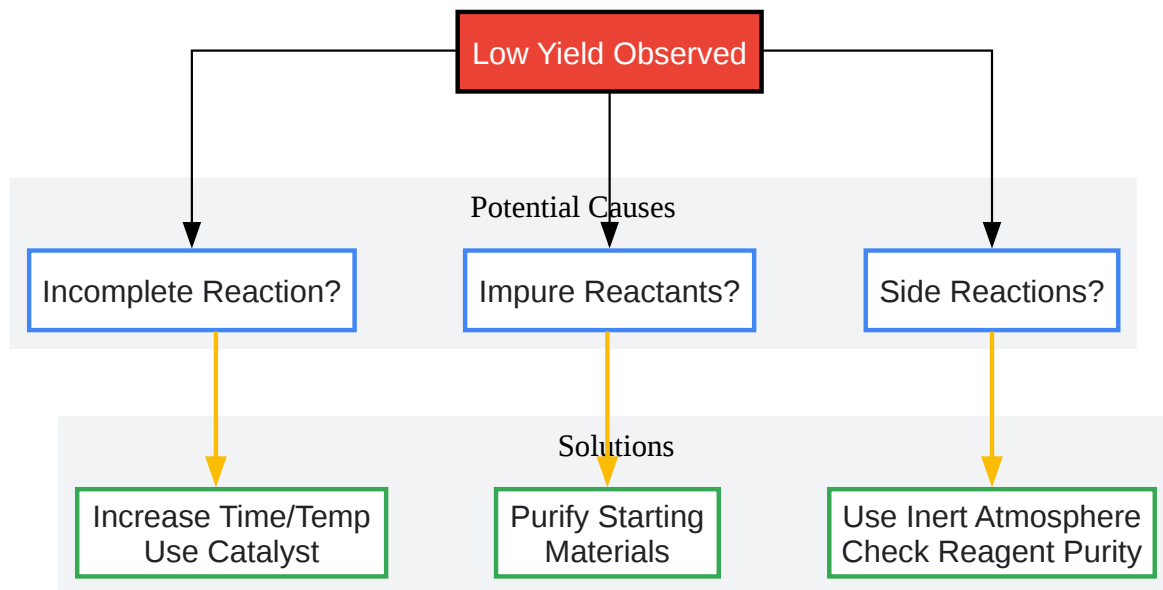 Low Yield Observed
Potential Causes
Incomplete Reaction?
Impure Reactants?
Side Reactions?
Solutions
Increase Time/Temp
Use Catalyst
Purify Starting
Materials
Use Inert Atmosphere
Check Reagent Purity